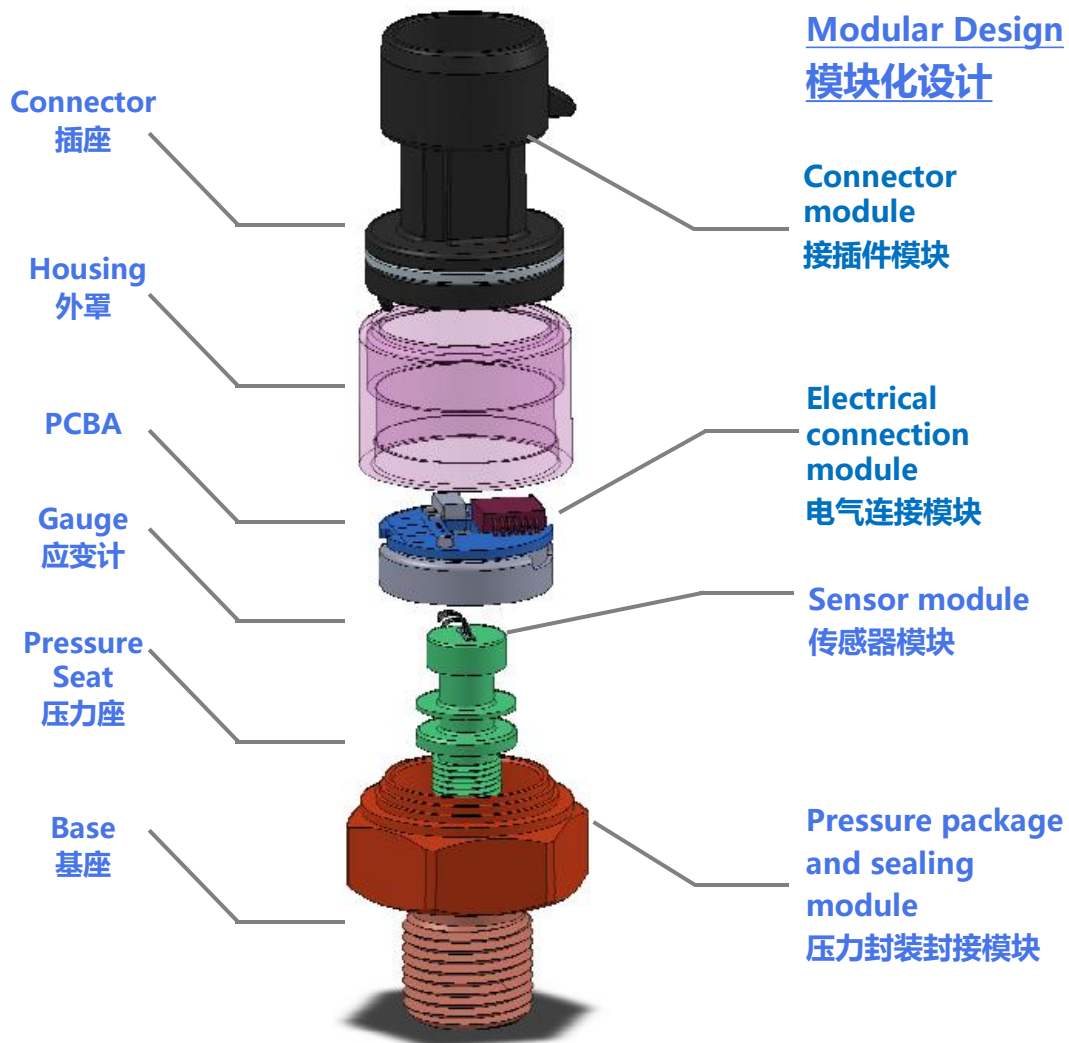 Modular Design
模块化设计
Connector
插座
Housing
外罩
PCBA
Gauge
应变计
Pressure
Seat
压力座
Base
基座
Connector
module
接插件模块
Electrical
connection
module
电气连接模块
Sensor module
传感器模块
Pressure package
and sealing
module
压力封装封接模块